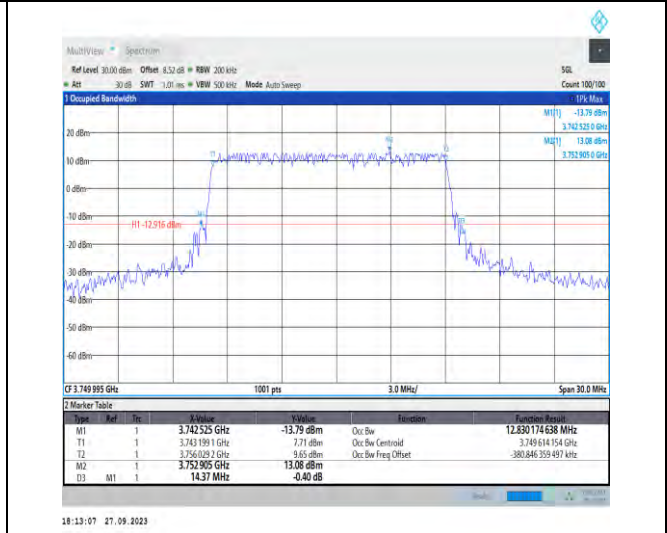 MultiView Spectrum
Ref Level 30.00 dBm Offset 8.52 dB RBW 200 kHz SGL
Att 30 dB SWT 1.01 ms VBW 500 kHz Mode Auto Sweep Count 100/100
1 Occupied Bandwidth 1Pk Max
M1[1] -13.79 dBm
3.742 525 0 GHz
M2[1] 13.08 dBm
3.752 905 0 GHz
20 dBm
M2
T1 T2
10 dBm
0 dBm
-10 dBm
M1
D3
H1 -12.916 dBm
-20 dBm
-30 dBm
-40 dBm
-50 dBm
-60 dBm
CF 3.749 995 GHz 1001 pts 3.0 MHz/ Span 30.0 MHz
2 Marker Table
Type Ref Trc X-Value Y-Value Function Function Result
M1 1 3.742 525 GHz -13.79 dBm Occ Bw 12.830 174 638 MHz
T1 1 3.743 199 1 GHz 7.71 dBm Occ Bw Centroid 3.749 614 154 GHz
T2 1 3.756 029 2 GHz 9.65 dBm Occ Bw Freq Offset -380.846 359 497 kHz
M2 1 3.752 905 GHz 13.08 dBm
D3 M1 1 14.37 MHz -0.40 dB
18:13:07 27.09.2023